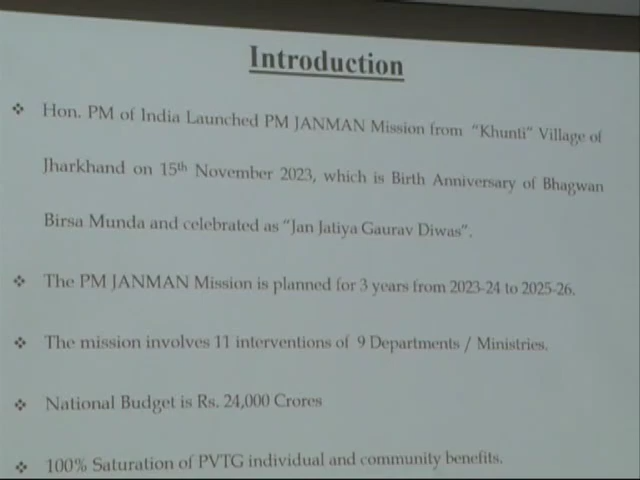 Introduction
❖ Hon. PM of India Launched PM JANMAN Mission from "Khunti" Village of
Jharkhand on 15th November 2023, which is Birth Anniversary of Bhagwan
Birsa Munda and celebrated as "Jan Jatiya Gaurav Diwas".
❖ The PM JANMAN Mission is planned for 3 years from 2023-24 to 2025-26.
❖ The mission involves 11 interventions of 9 Departments / Ministries.
❖ National Budget is Rs. 24,000 Crores
❖ 100% Saturation of PVTG individual and community benefits.